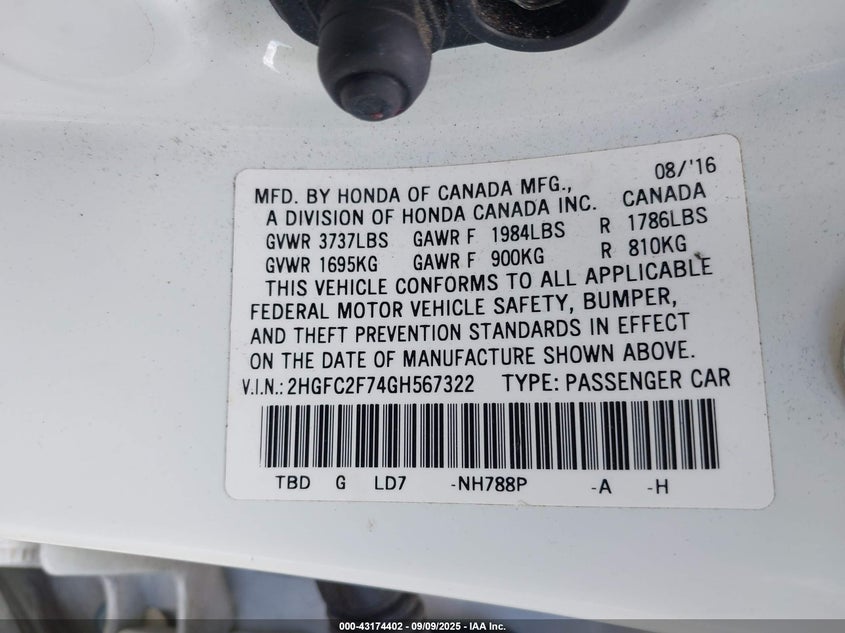 08/'16
MFD. BY HONDA OF CANADA MFG., CANADA
A DIVISION OF HONDA CANADA INC.
GVWR 3737LBS GAWR F 1984LBS R 1786LBS
GVWR 1695KG GAWR F 900KG R 810KG
THIS VEHICLE CONFORMS TO ALL APPLICABLE
FEDERAL MOTOR VEHICLE SAFETY, BUMPER,
AND THEFT PREVENTION STANDARDS IN EFFECT
ON THE DATE OF MANUFACTURE SHOWN ABOVE.
V.I.N.: 2HGFC2F74GH567322 TYPE: PASSENGER CAR
TBD G LD7 -NH788P -A -H
000-43174402 - 09/09/2025 - IAA Inc.